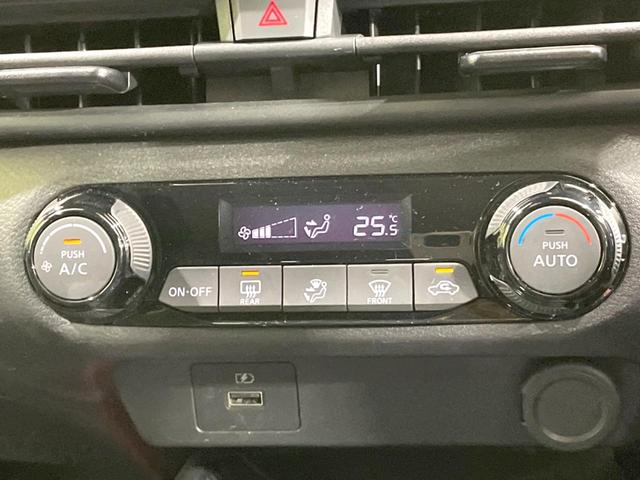 25.5°C
PUSH
A/C
ON·OFF
REAR
FRONT
PUSH
AUTO